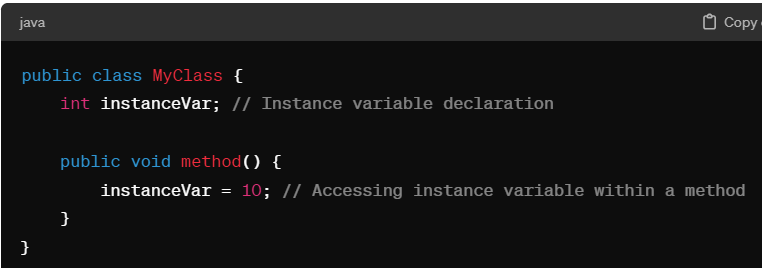 java
Copy
public class MyClass {
    int instanceVar; // Instance variable declaration
    public void method() {
        instanceVar = 10; // Accessing instance variable within a method
    }
}